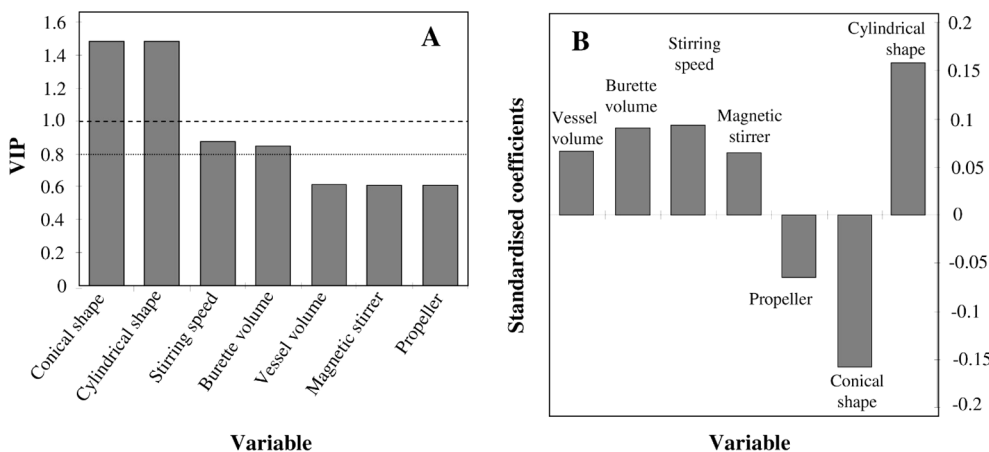 A
VIP
1.6
1.4
1.2
1.0
0.8
0.6
0.4
0.2
0
Conical shape
Cylindrical shape
Stirring speed
Burette volume
Vessel volume
Magnetic stirrer
Propeller
Variable
B
Standardised coefficients
Vessel
volume
Burette
volume
Stirring
speed
Magnetic
stirrer
Propeller
Conical
shape
Cylindrical
shape
0.2
0.15
0.1
0.05
0
-0.05
-0.1
-0.15
-0.2
Variable